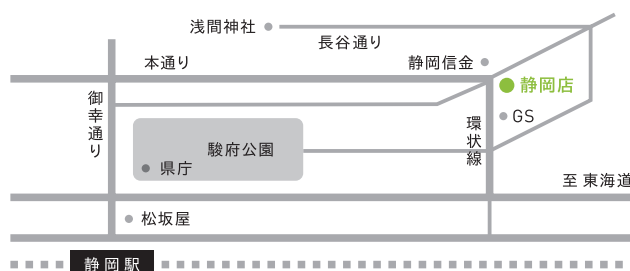 浅間神社
長谷通り
本通り
静岡信金
静岡店
御幸通り
GS
環状線
駿府公園
県庁
至 東海道
松坂屋
静岡駅